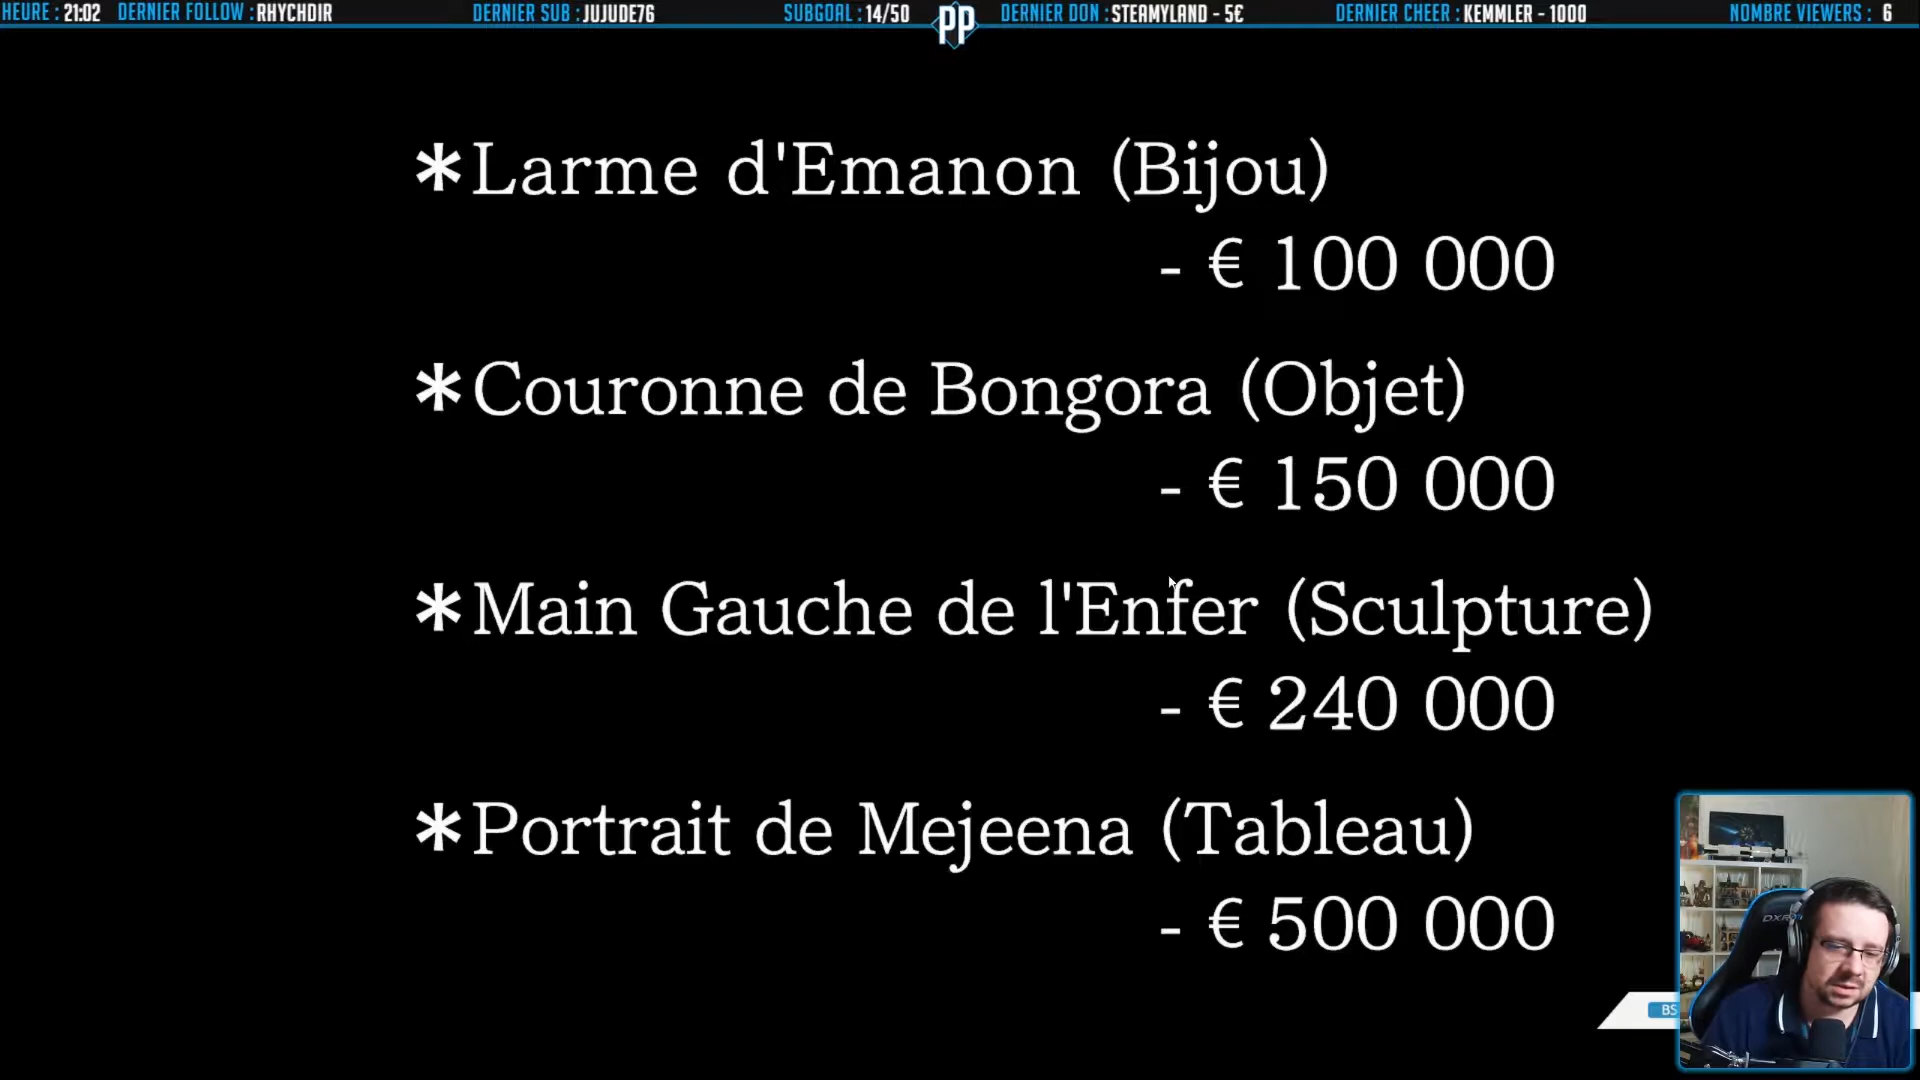 HEURE : 21:02 DERNIER FOLLOW : RHYCHDIR DERNIER SUB : JUJUDE76 SUBGOAL : 14/50 PP DERNIER DON : STEAMYLAND - 5€ DERNIER CHEER : KEMMLER - 1000 NOMBRE VIEWERS : 6
*Larme d'Emanon (Bijou)
- € 100 000
*Couronne de Bongora (Objet)
- € 150 000
*Main Gauche de l'Enfer (Sculpture)
- € 240 000
*Portrait de Mejeena (Tableau)
- € 500 000
BS